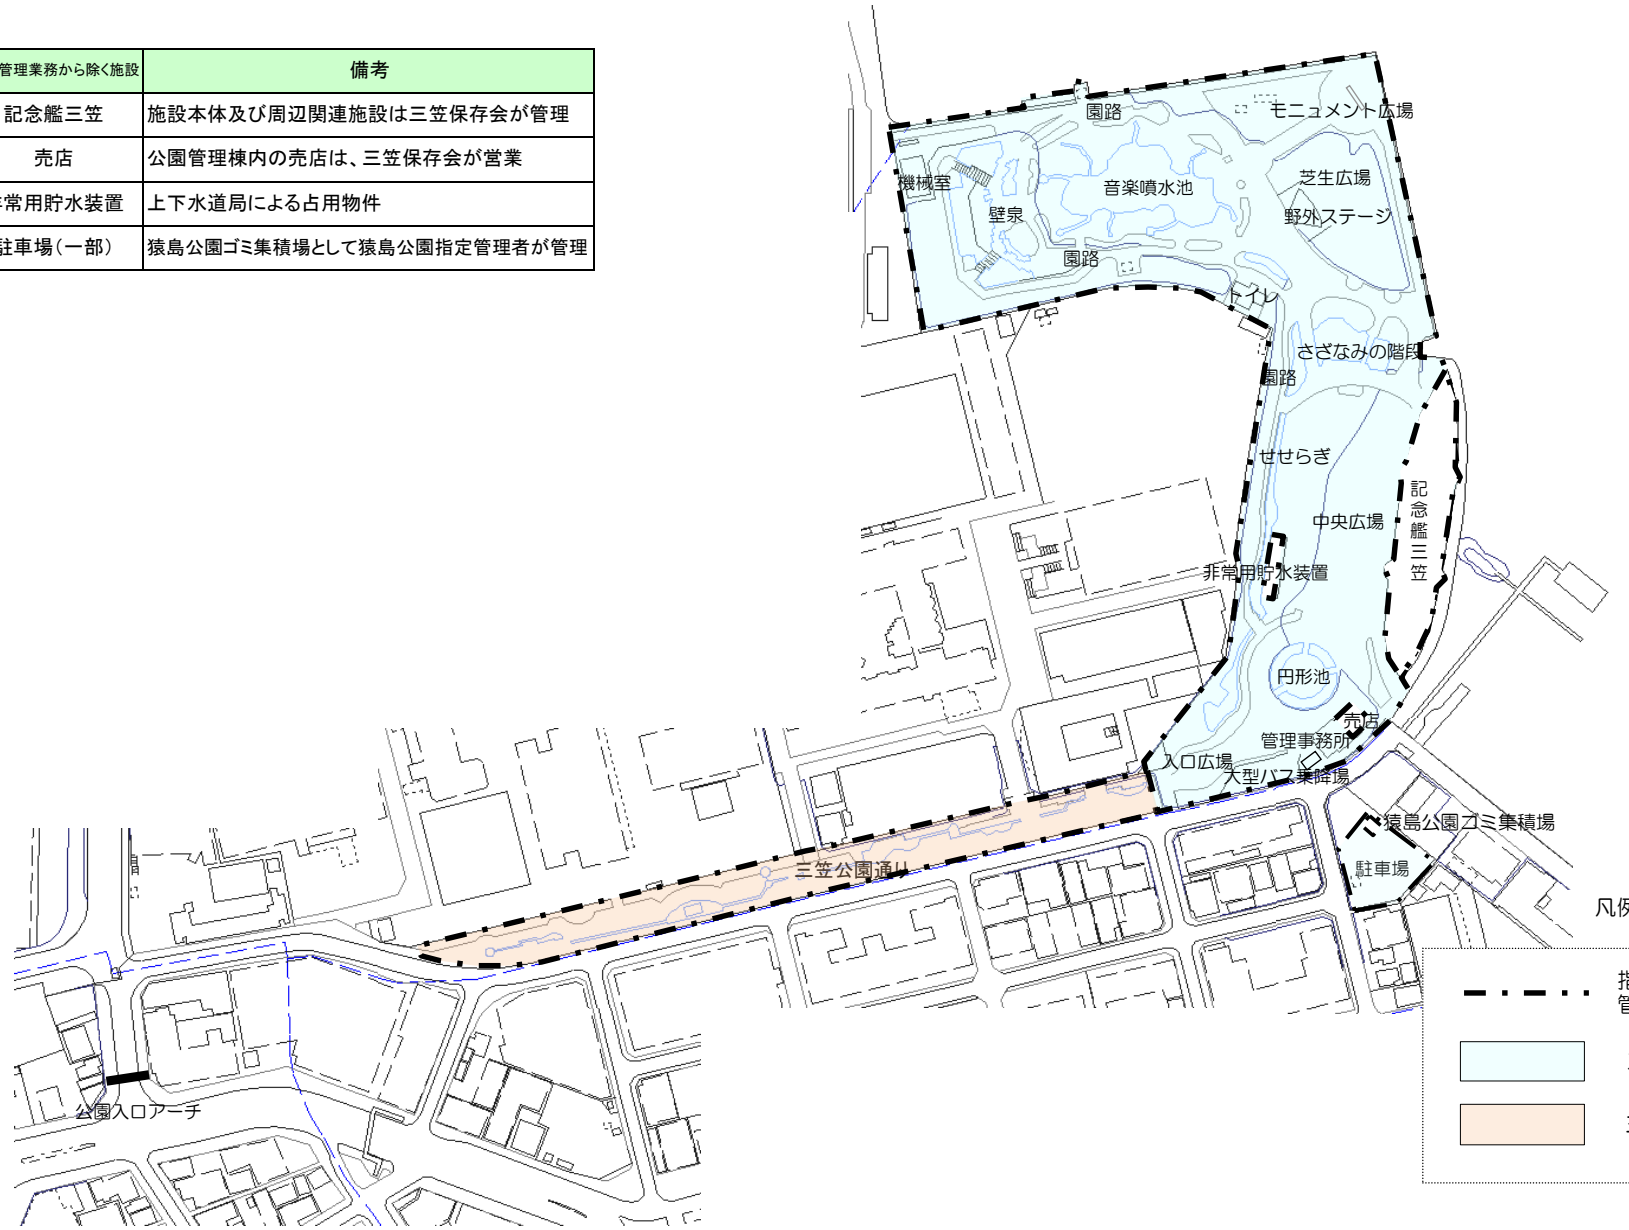 管理業務から除く施設 備考
記念艦三笠 施設本体及び周辺関連施設は三笠保存会が管理
売店 公園管理棟内の売店は、三笠保存会が営業
常用貯水装置 上下水道局による占用物件
駐車場（一部） 猿島公園ゴミ集積場として猿島公園指定管理者が管理
園路
モニュメント広場
機械室
音楽噴水池
芝生広場
壁泉
野外ステージ
園路
トイレ
さざなみの階段
園路
せせらぎ
記念艦三笠
中央広場
非常用貯水装置
円形池
売店
管理事務所
入口広場
大型バス乗降場
猿島公園ゴミ集積場
三笠公園通り
駐車場
凡例
指
管
公園入口アーチ